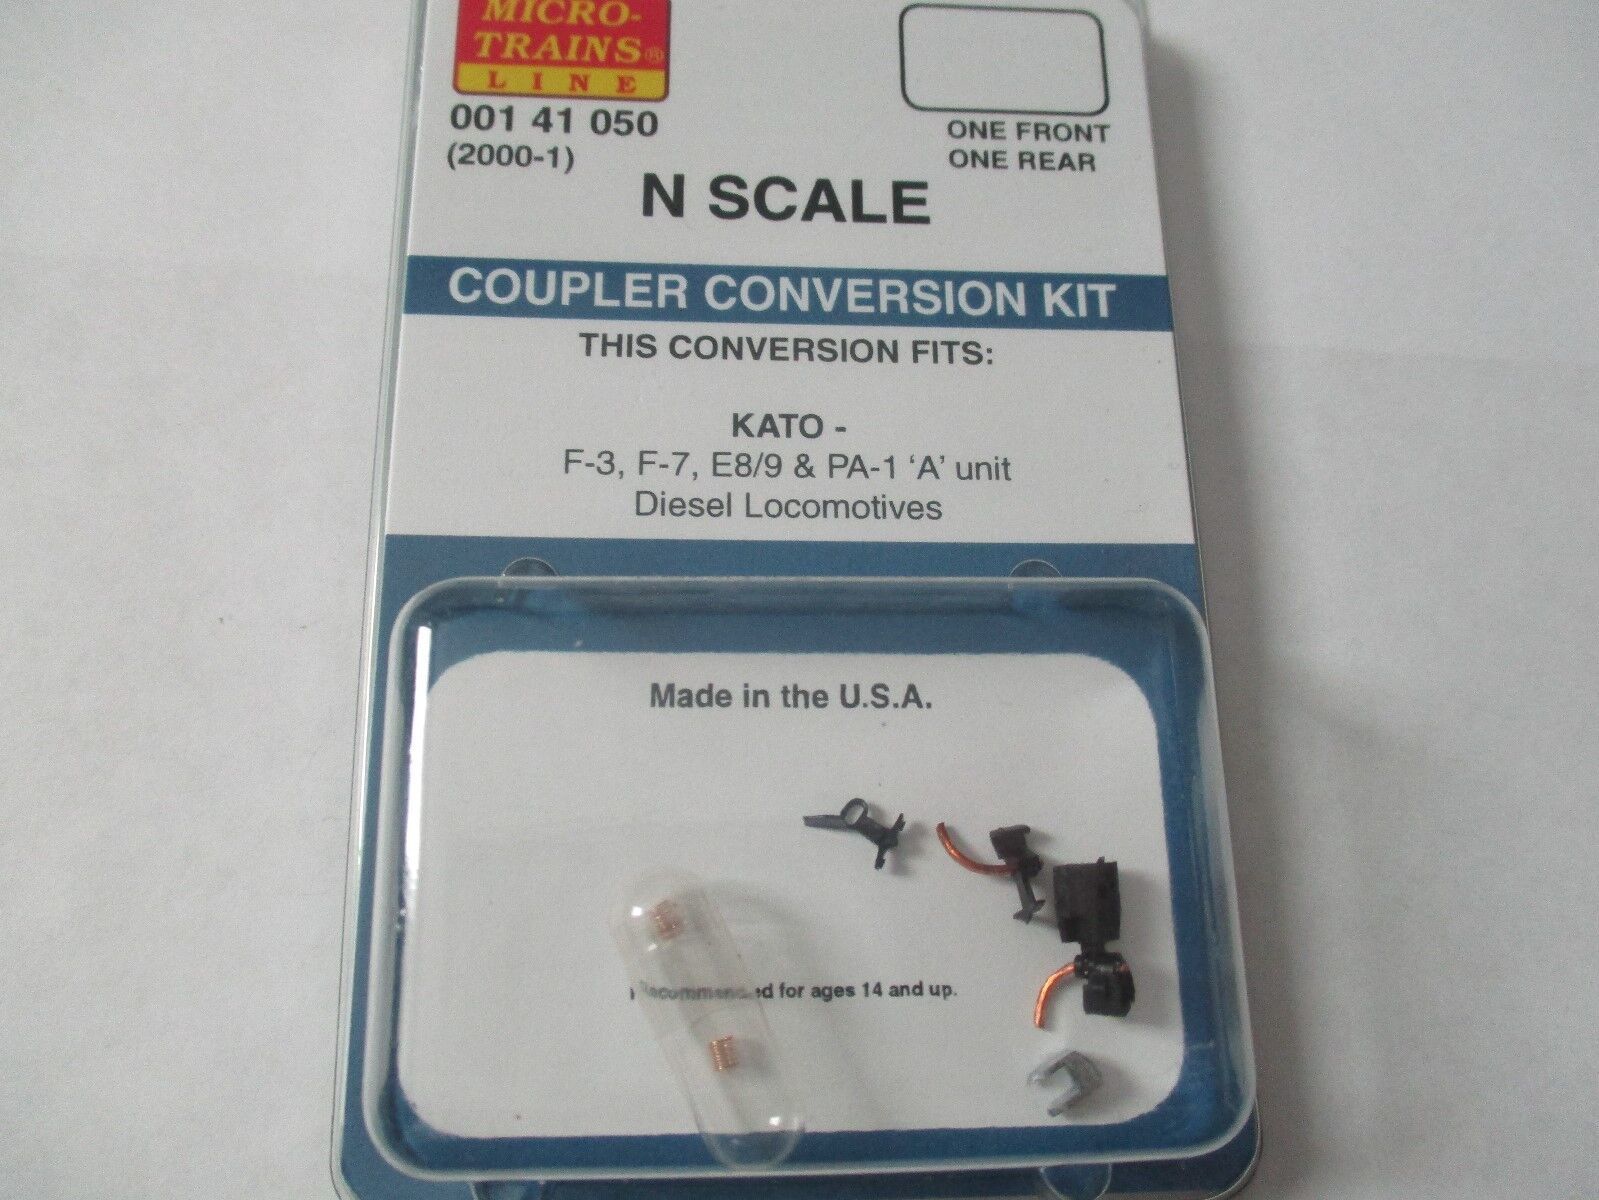 MICRO-
TRAINS®
LINE
001 41 050
(2000-1)
ONE FRONT
ONE REAR
N SCALE
COUPLER CONVERSION KIT
THIS CONVERSION FITS:
KATO -
F-3, F-7, E8/9 & PA-1 ‘A’ unit
Diesel Locomotives
Made in the U.S.A.
Recommended for ages 14 and up.